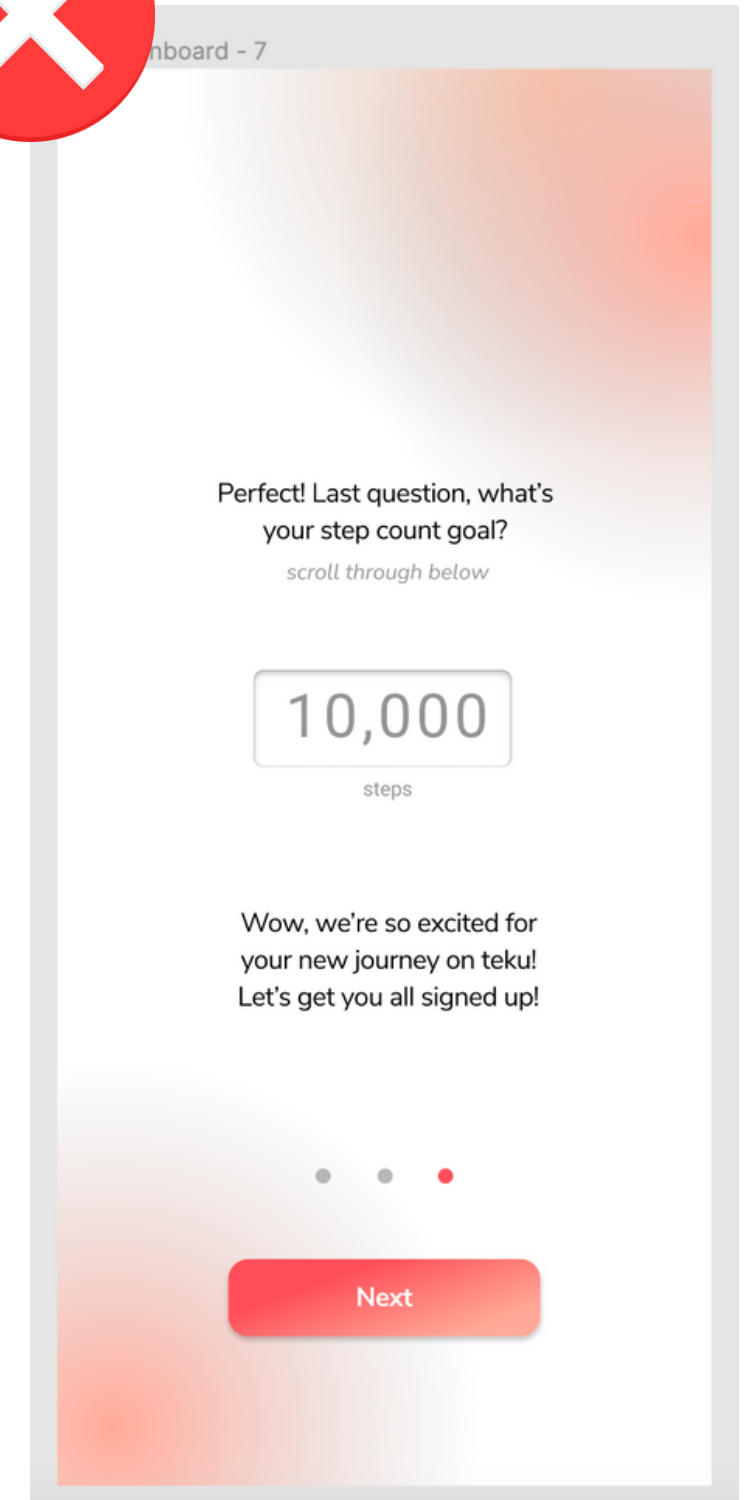 nboard - 7
Perfect! Last question, what's
your step count goal?
scroll through below
10,000
steps
Wow, we're so excited for
your new journey on teku!
Let's get you all signed up!
Next